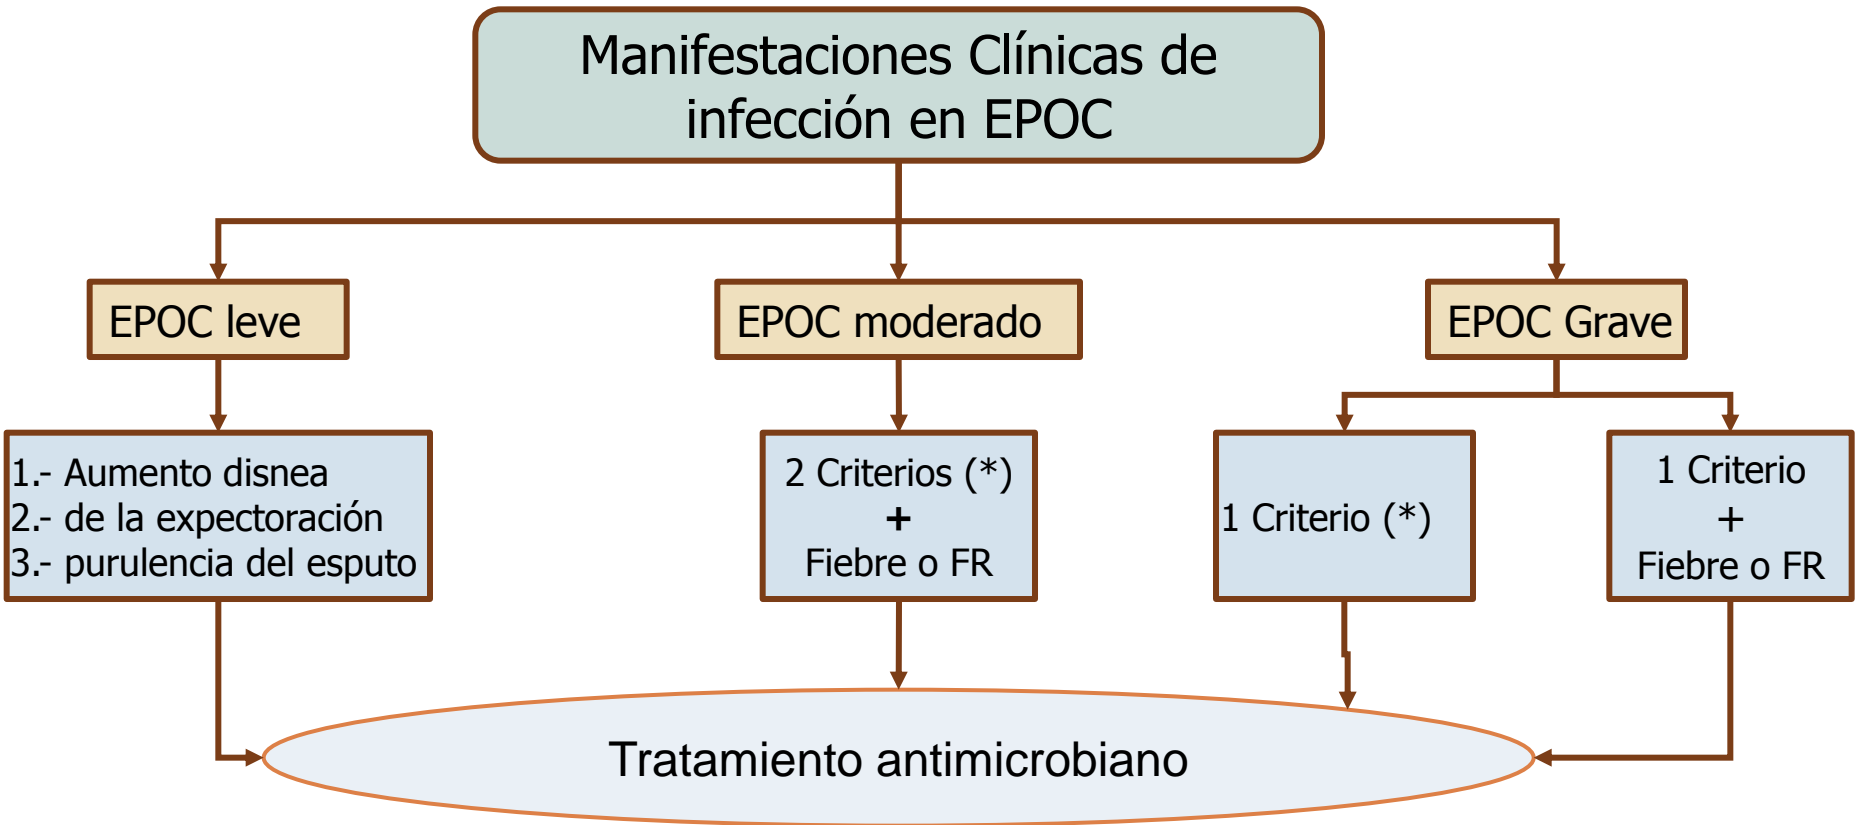 Manifestaciones Clínicas de
infección en EPOC
EPOC leve
EPOC moderado
EPOC Grave
1.- Aumento disnea
2.- de la expectoración
3.- purulencia del esputo
2 Criterios (*)
+
Fiebre o FR
1 Criterio (*)
1 Criterio
+
Fiebre o FR
Tratamiento antimicrobiano